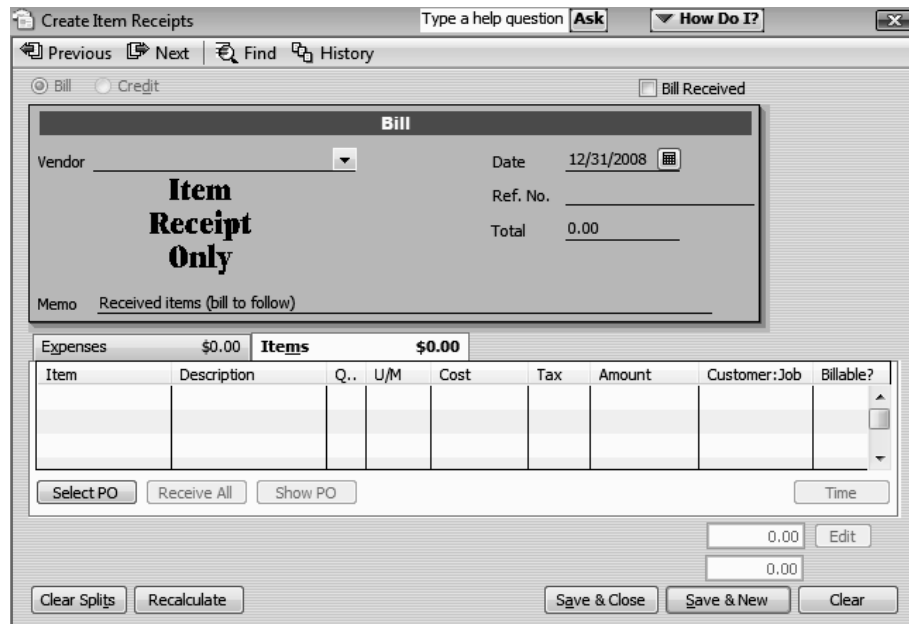 Create Item Receipts Type a help question Ask How Do I?
Previous Next Find History
Bill Credit Bill Received
Bill
Vendor Date 12/31/2008
Item
Receipt
Only
Ref. No.
Total 0.00
Memo Received items (bill to follow)
Expenses $0.00 Items $0.00
Item Description Q.. U/M Cost Tax Amount Customer:Job Billable?
Select PO Receive All Show PO Time
0.00 Edit
0.00
Clear Splits Recalculate Save & Close Save & New Clear